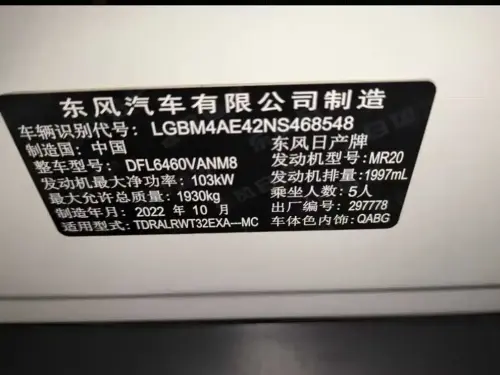 东风汽车有限公司制造
车辆识别代号: LGBM4AE42NS468548
制造国: 中国 东风日产牌
整车型号: DFL6460VANM8 发动机型号: MR20
发动机最大净功率: 103kW 发动机排量: 1997mL
最大允许总质量: 1930kg 乘坐人数: 5人
制造年月: 2022 年 10 月 出厂编号: 297778
适用型号: TDRALRWT32EXA—MC 车体色内饰: QABG